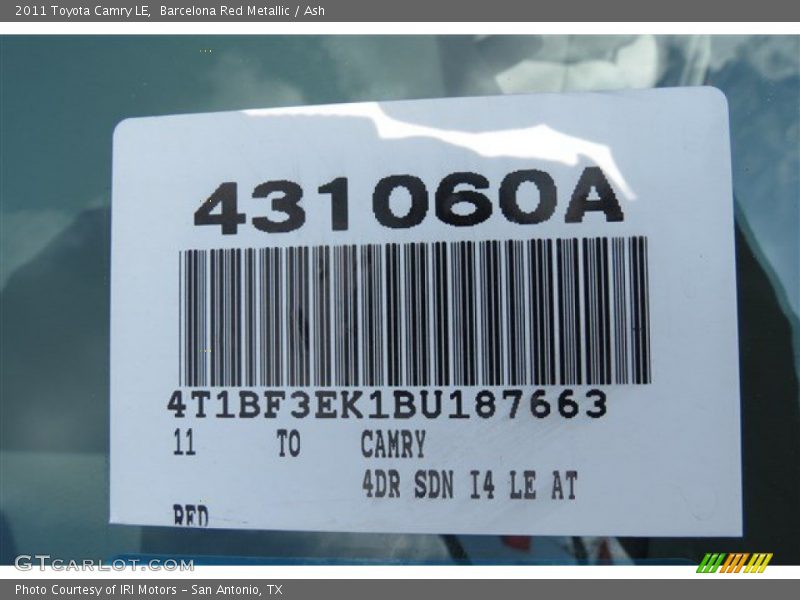 2011 Toyota Camry LE, Barcelona Red Metallic / Ash
431060A
4T1BF3EK1BU187663
11 TO CAMRY
4DR SDN I4 LE AT
RED
GTCARLOT.COM
Photo Courtesy of IRI Motors - San Antonio, TX